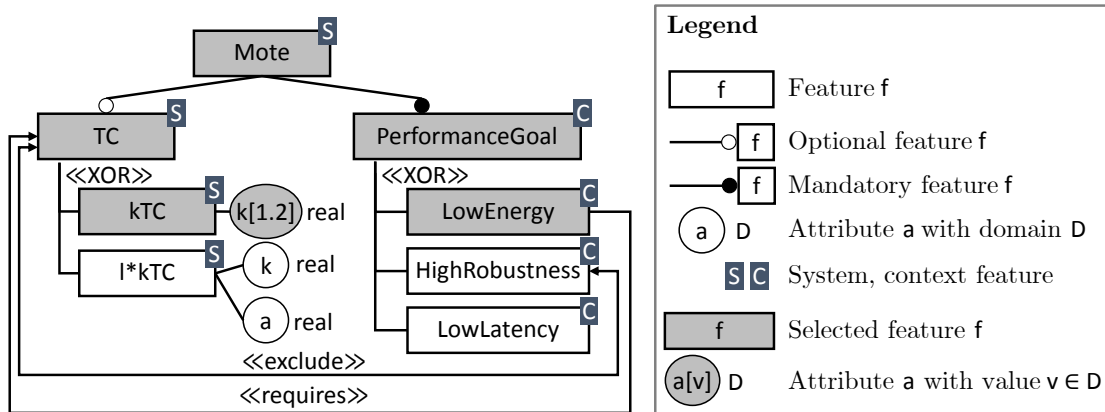 Mote S
TC S
PerformanceGoal C
≪XOR≫
≪XOR≫
kTC S k[1.2] real
LowEnergy C
l*kTC S k real
a real
HighRobustness C
LowLatency C
≪exclude≫
≪requires≫
Legend
f Feature f
f Optional feature f
f Mandatory feature f
a D Attribute a with domain D
S C System, context feature
f Selected feature f
a[v] D Attribute a with value v ∈ D